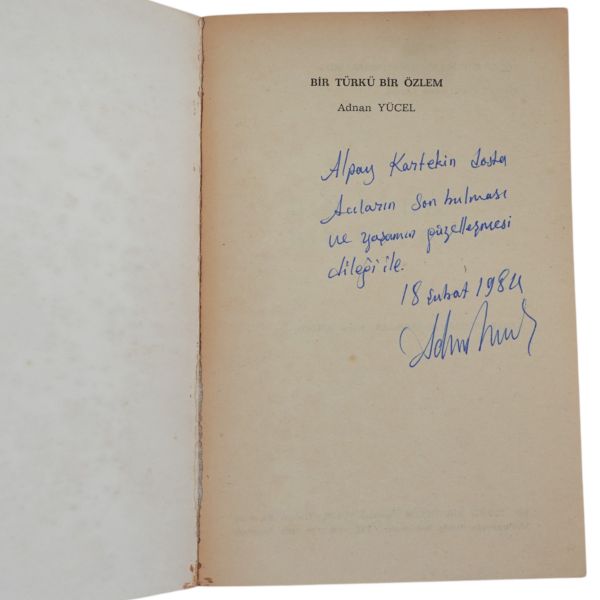 BİR TÜRKÜ BİR ÖZLEM
Adnan YÜCEL
Alpay Kartekin dosta
Acıların son bulması
ve yaşamın güzelleşmesi
dileği ile.
18 Şubat 1984